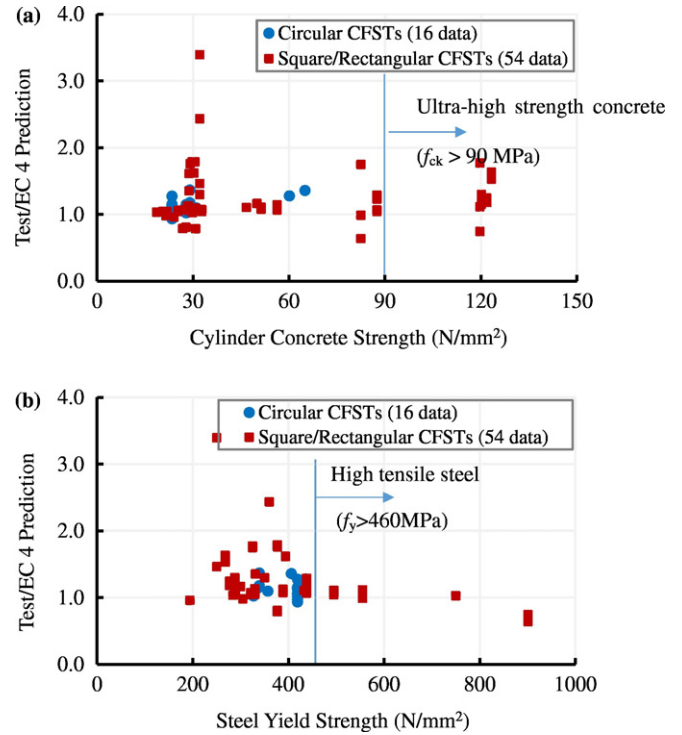 (a)
Circular CFSTs (16 data)
Square/Rectangular CFSTs (54 data)
Ultra-high strength concrete
(fck > 90 MPa)
Test/EC 4 Prediction
4.0
3.0
2.0
1.0
0.0
0 30 60 90 120 150
Cylinder Concrete Strength (N/mm²)
(b)
Circular CFSTs (16 data)
Square/Rectangular CFSTs (54 data)
High tensile steel
(fy>460MPa)
Test/EC 4 Prediction
4.0
3.0
2.0
1.0
0.0
0 200 400 600 800 1000
Steel Yield Strength (N/mm²)